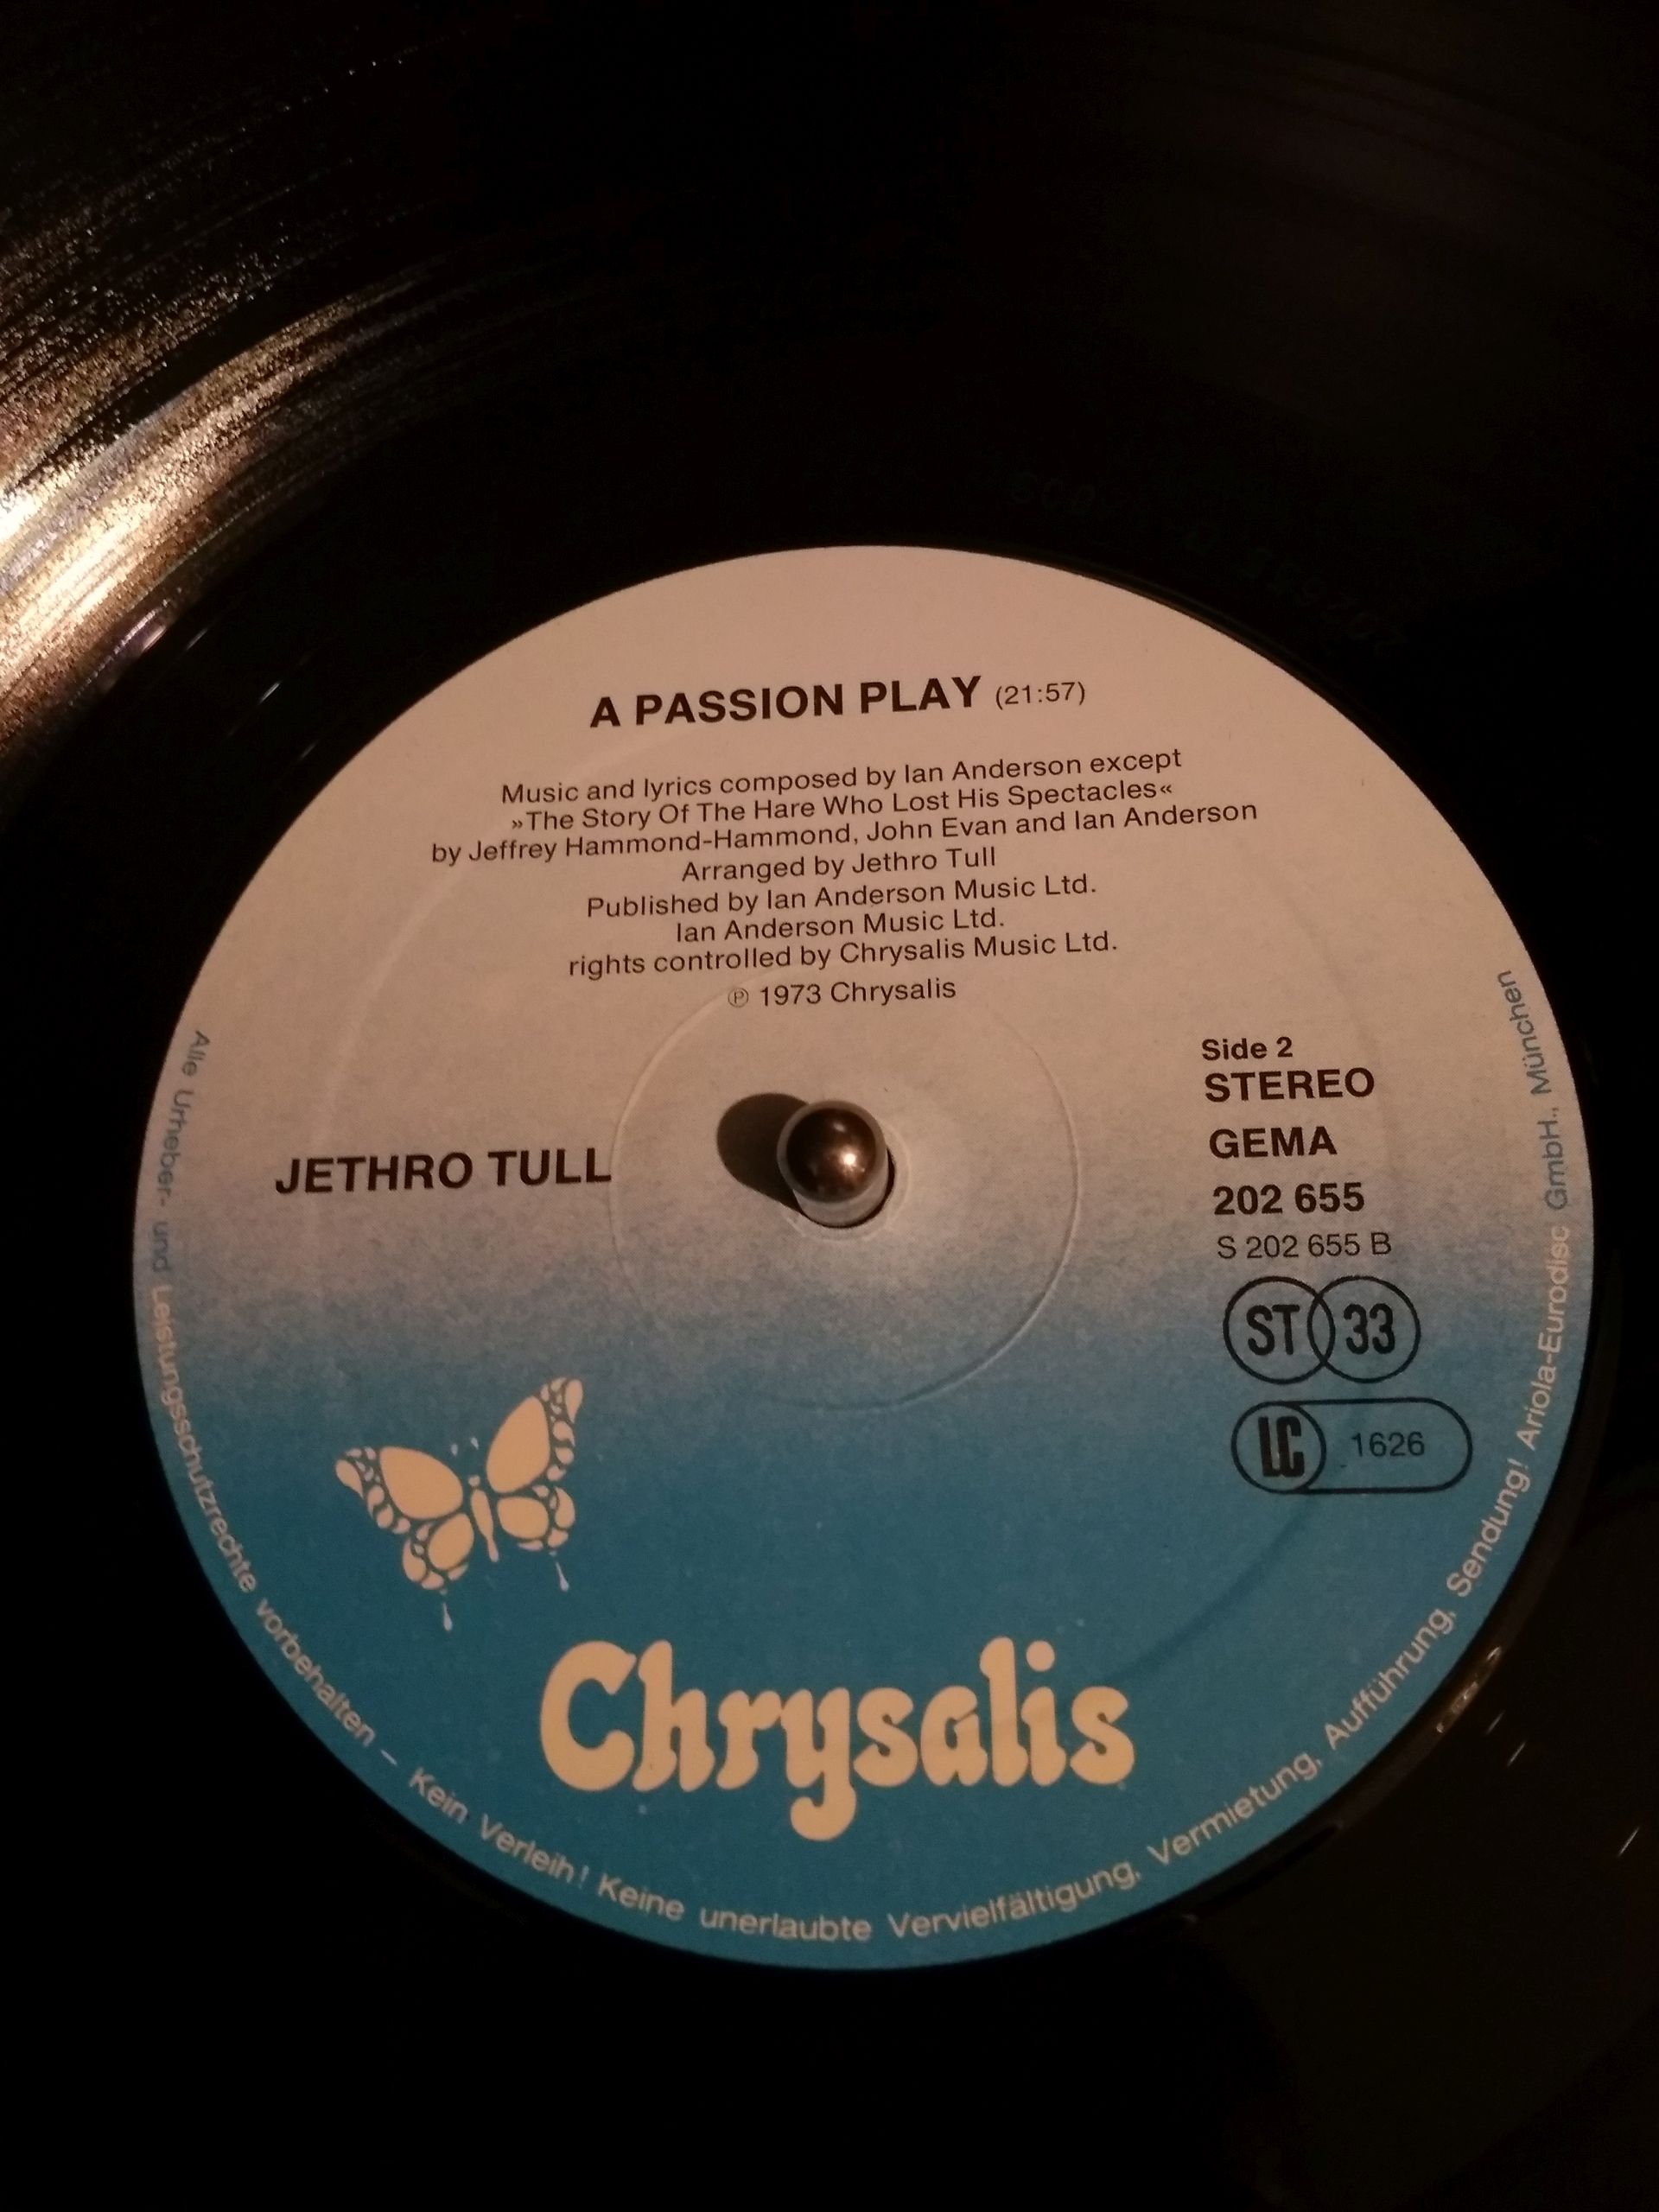 A PASSION PLAY (21:57)
Music and lyrics composed by Ian Anderson except
»The Story Of The Hare Who Lost His Spectacles«
by Jeffrey Hammond-Hammond, John Evan and Ian Anderson
Arranged by Jethro Tull
Published by Ian Anderson Music Ltd.
Ian Anderson Music Ltd.
rights controlled by Chrysalis Music Ltd.
℗ 1973 Chrysalis
JETHRO TULL
Side 2
STEREO
GEMA
202 655
S 202 655 B
ST 33
LC 1626
Chrysalis
Alle Urheber- und Leistungsschutzrechte vorbehalten – Kein Verleih! Keine unerlaubte Vervielfältigung, Vermietung, Aufführung, Sendung! Ariola-Eurodisc GmbH., München